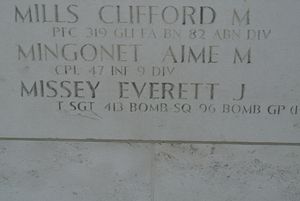 MILLS CLIFFORD M
PFC 319 GLI FA BN 82 ABN DIV
MINGONET AIME M
CPL 47 INF 9 DIV
MISSEY EVERETT J
T SGT 413 BOMB SQ 96 BOMB GP (